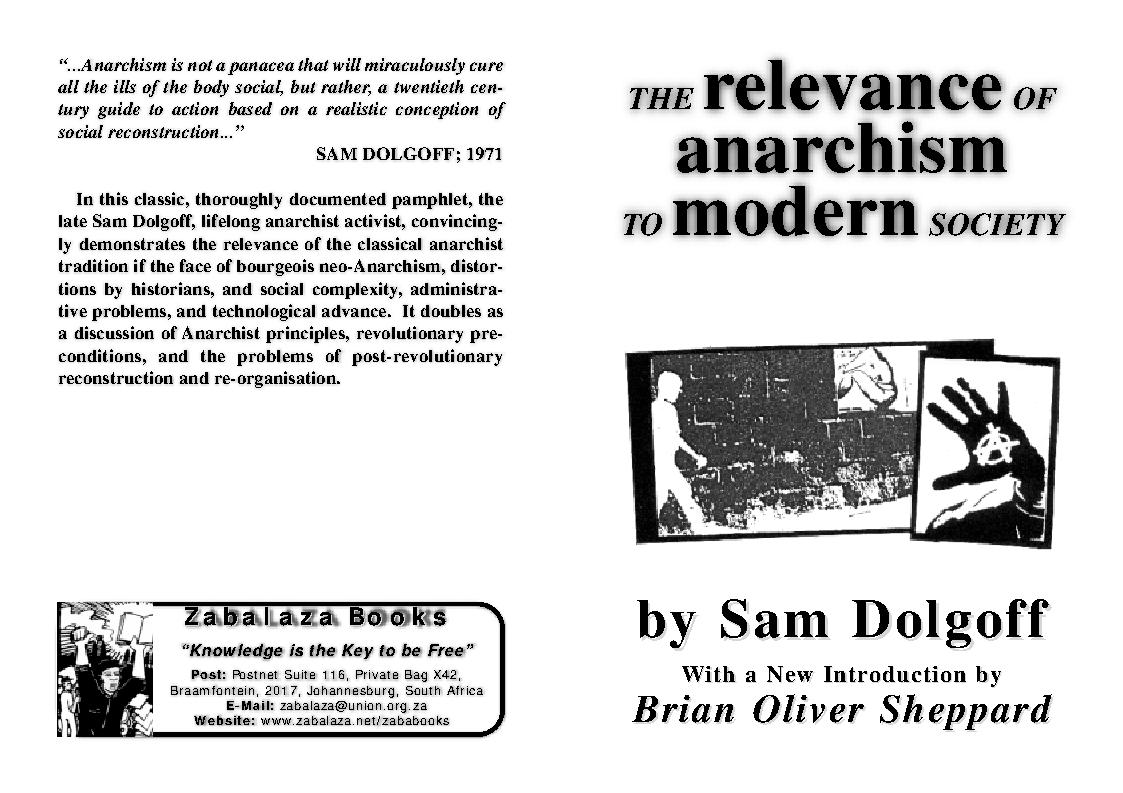 “...Anarchism is not a panacea that will miraculously cure
all the ills of the body social, but rather, a twentieth cen-
tury guide to action based on a realistic conception of
social reconstruction...”
SAM DOLGOFF; 1971
In this classic, thoroughly documented pamphlet, the
late Sam Dolgoff, lifelong anarchist activist, convincing-
ly demonstrates the relevance of the classical anarchist
tradition if the face of bourgeois neo-Anarchism, distor-
tions by historians, and social complexity, administra-
tive problems, and technological advance. It doubles as
a discussion of Anarchist principles, revolutionary pre-
conditions, and the problems of post-revolutionary
reconstruction and re-organisation.
Zabalaza Books
“Knowledge is the Key to be Free”
Post: Postnet Suite 116, Private Bag X42,
Braamfontein, 2017, Johannesburg, South Africa
E-Mail: zabalaza@union.org.za
Website: www.zabalaza.net/zababooks
THE relevance OF
anarchism
TO modern SOCIETY
A
by Sam Dolgoff
With a New Introduction by
Brian Oliver Sheppard